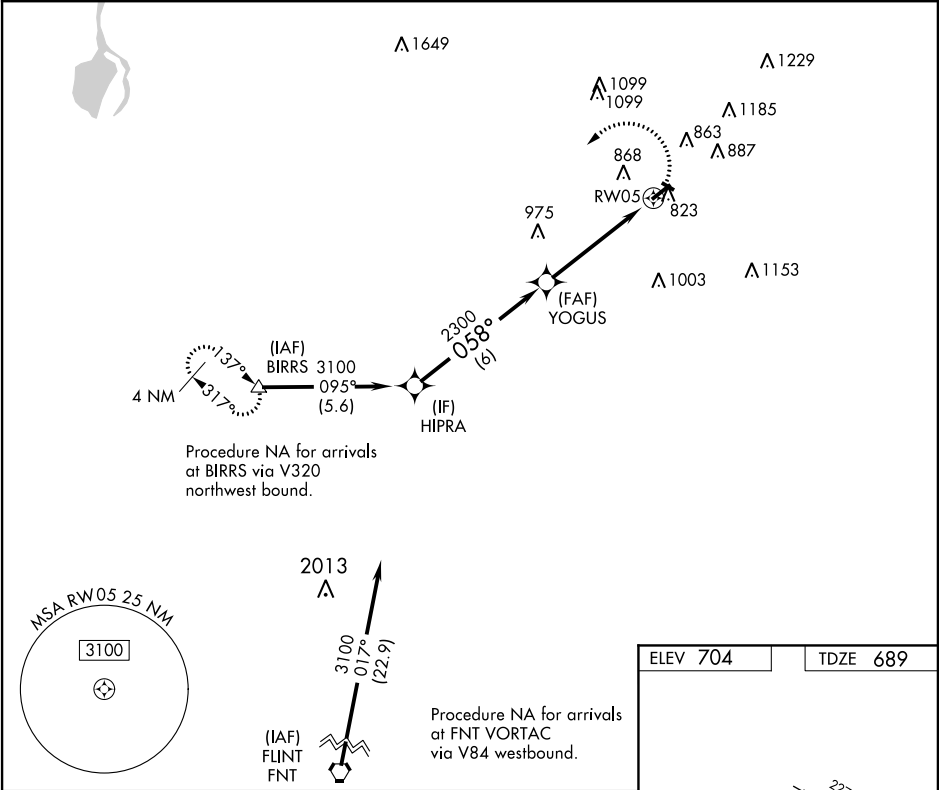 1649
1229
1099
1099
1185
863
887
868
RW05
823
975
1003
1153
(FAF)
YOGUS
2300
058°
(6)
(IAF)
BIRRS
3100
095°
(5.6)
137°
317°
4 NM
(IF)
HIPRA
Procedure NA for arrivals
at BIRRS via V320
northwest bound.
2013
MSA RW05 25 NM
3100
3100
017°
(22.9)
(IAF)
FLINT
FNT
Procedure NA for arrivals
at FNT VORTAC
via V84 westbound.
ELEV 704
TDZE 689